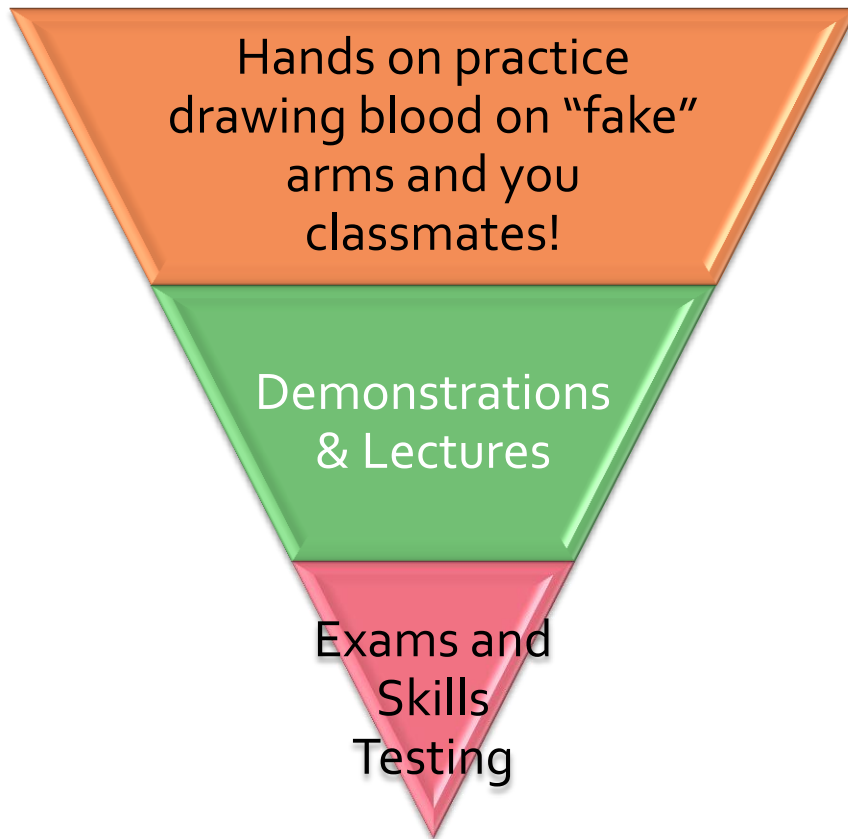 Hands on practice
drawing blood on “fake”
arms and you
classmates!
Demonstrations
& Lectures
Exams and
Skills
Testing